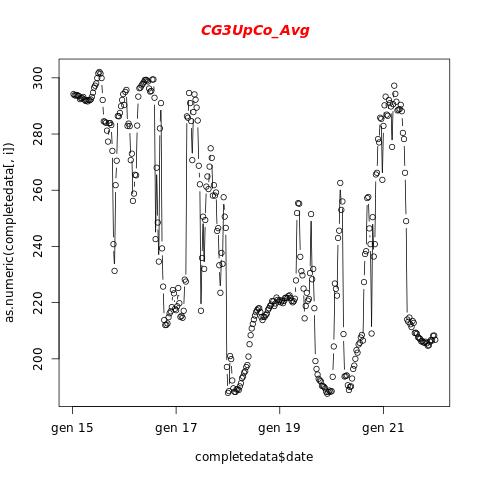 CG3UpCo_Avg
as.numeric(completedata[, i])
300
280
260
240
220
200
gen 15
gen 17
gen 19
gen 21
completedata$date